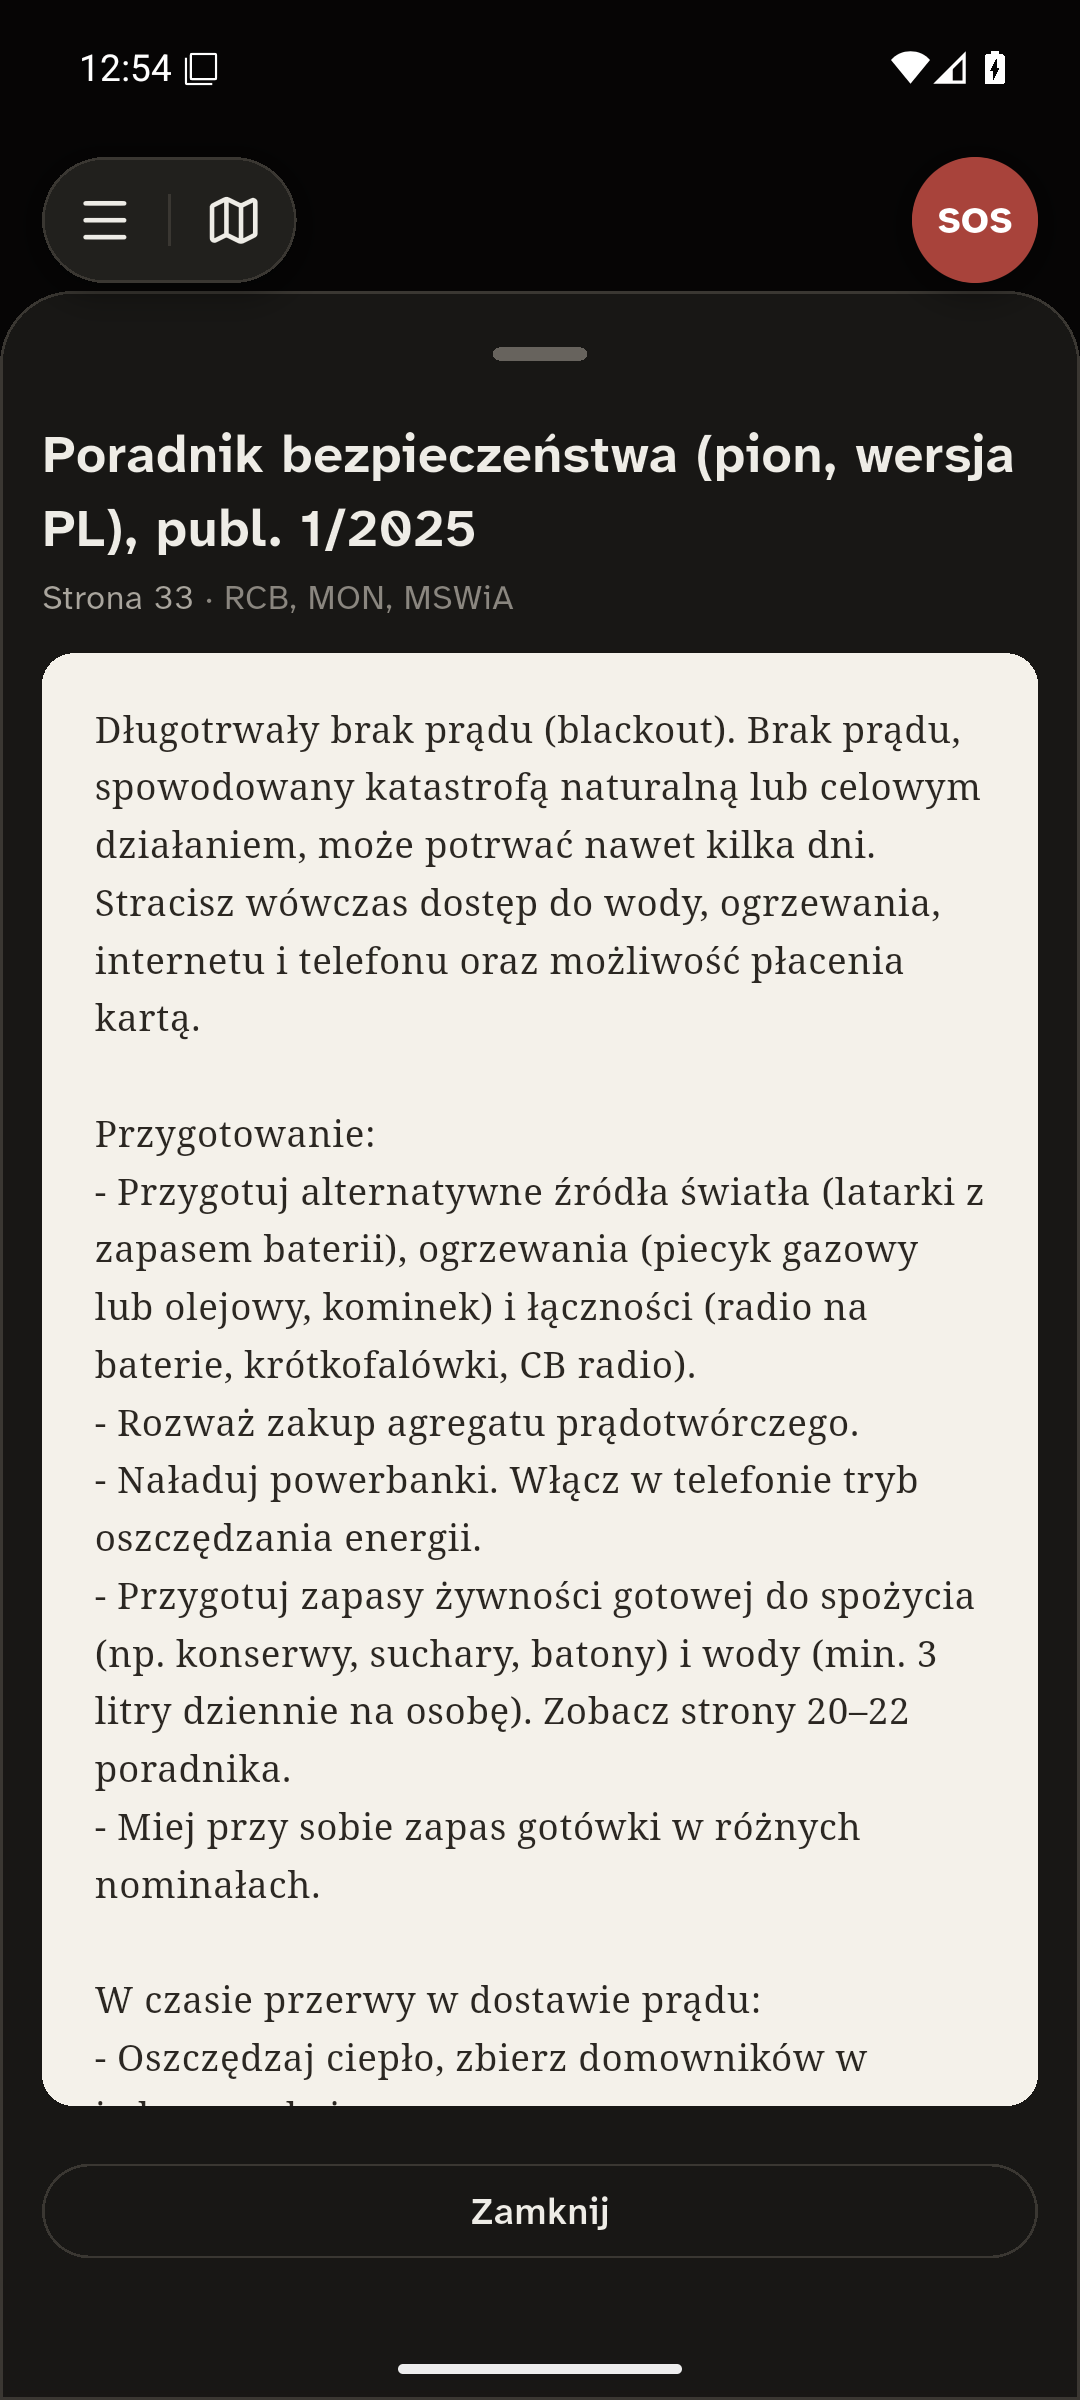 12:54
SOS
Poradnik bezpieczeństwa (pion, wersja
PL), publ. 1/2025
Strona 33 · RCB, MON, MSWiA
Długotrwały brak prądu (blackout). Brak prądu,
spowodowany katastrofą naturalną lub celowym
działaniem, może potrwać nawet kilka dni.
Stracisz wówczas dostęp do wody, ogrzewania,
internetu i telefonu oraz możliwość płacenia
kartą.
Przygotowanie:
- Przygotuj alternatywne źródła światła (latarki z
zapasem baterii), ogrzewania (piecyk gazowy
lub olejowy, kominek) i łączności (radio na
baterie, krótkofalówki, CB radio).
- Rozważ zakup agregatu prądotwórczego.
- Naładuj powerbanki. Włącz w telefonie tryb
oszczędzania energii.
- Przygotuj zapasy żywności gotowej do spożycia
(np. konserwy, suchary, batony) i wody (min. 3
litry dziennie na osobę). Zobacz strony 20–22
poradnika.
- Miej przy sobie zapas gotówki w różnych
nominałach.
W czasie przerwy w dostawie prądu:
- Oszczędzaj ciepło, zbierz domowników w
Zamknij